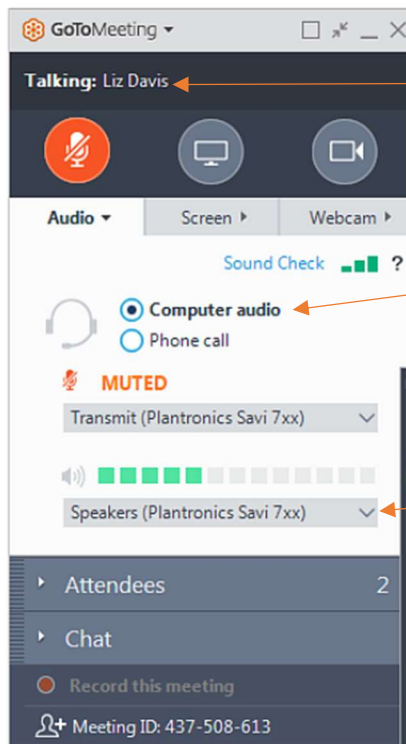 GoToMeeting
Talking: Liz Davis
Audio Screen Webcam
Sound Check ?
Computer audio
Phone call
MUTED
Transmit (Plantronics Savi 7xx)
Speakers (Plantronics Savi 7xx)
Attendees 2
Chat
Record this meeting
Meeting ID: 437-508-613